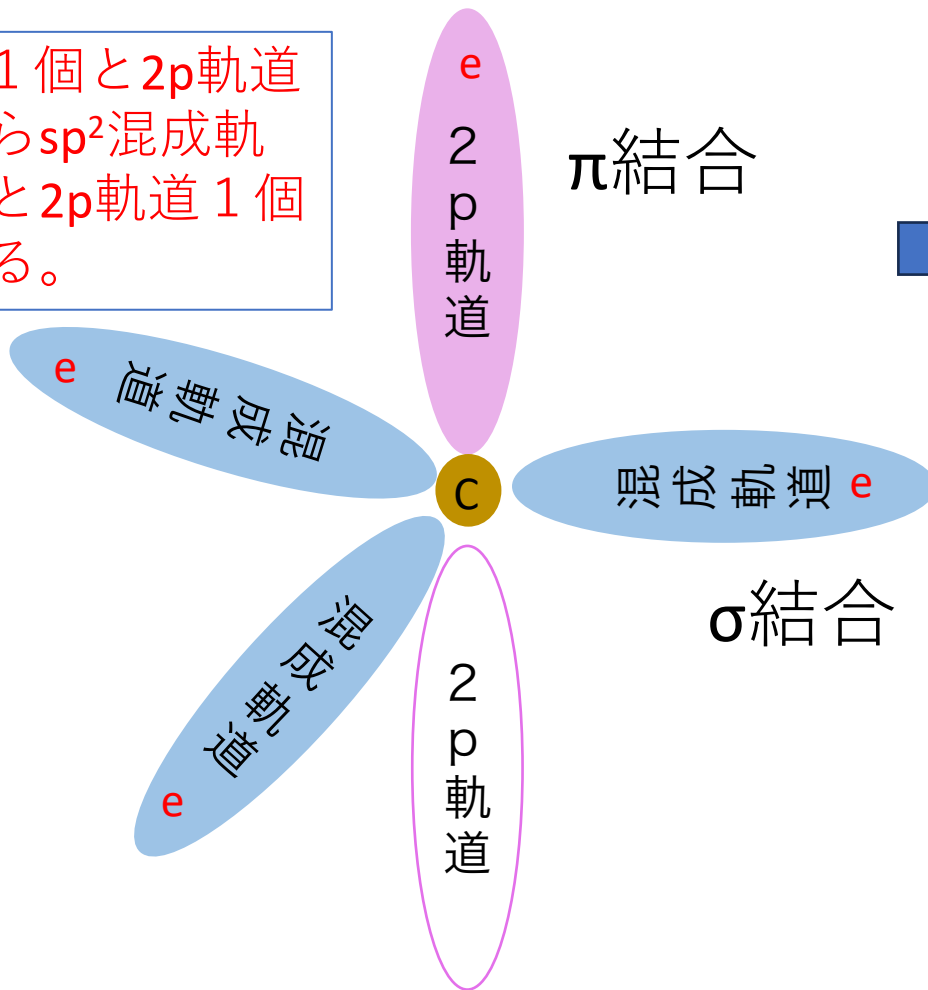 １個と2p軌道
らsp²混成軌
と2p軌道１個
る。
e
２p軌道
π結合
e
混成軌道
C
混成軌道 e
σ結合
混成軌道
e
２p軌道